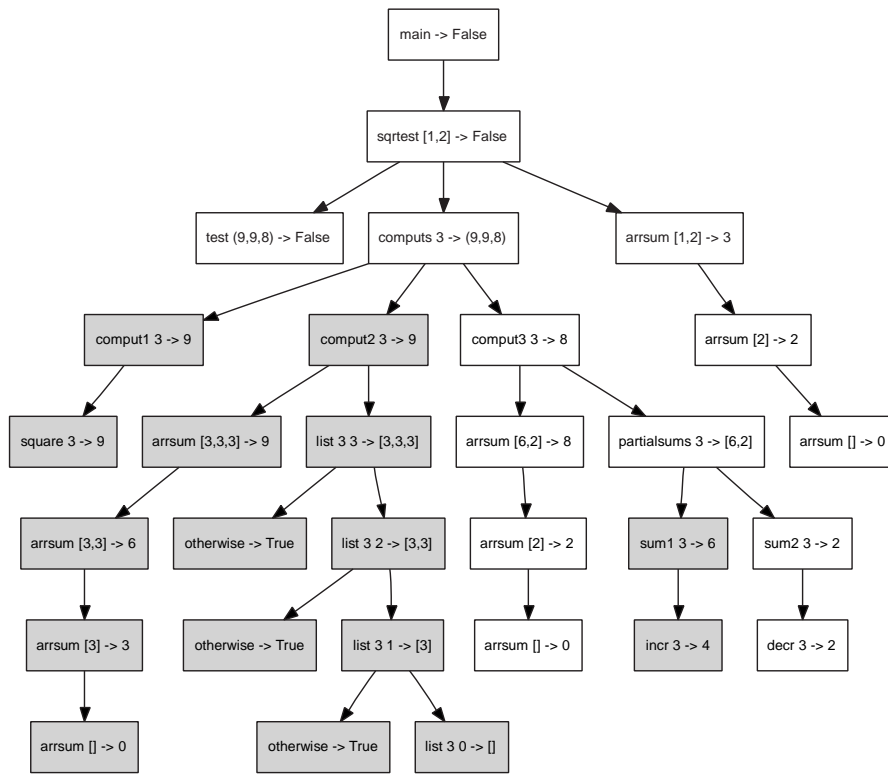 main -> False
sqrtest [1,2] -> False
test (9,9,8) -> False
computs 3 -> (9,9,8)
arrsum [1,2] -> 3
comput1 3 -> 9
comput2 3 -> 9
comput3 3 -> 8
arrsum [2] -> 2
square 3 -> 9
arrsum [3,3,3] -> 9
list 3 3 -> [3,3,3]
arrsum [6,2] -> 8
partialsums 3 -> [6,2]
arrsum [] -> 0
arrsum [3,3] -> 6
otherwise -> True
list 3 2 -> [3,3]
arrsum [2] -> 2
sum1 3 -> 6
sum2 3 -> 2
arrsum [3] -> 3
otherwise -> True
list 3 1 -> [3]
arrsum [] -> 0
incr 3 -> 4
decr 3 -> 2
arrsum [] -> 0
otherwise -> True
list 3 0 -> []